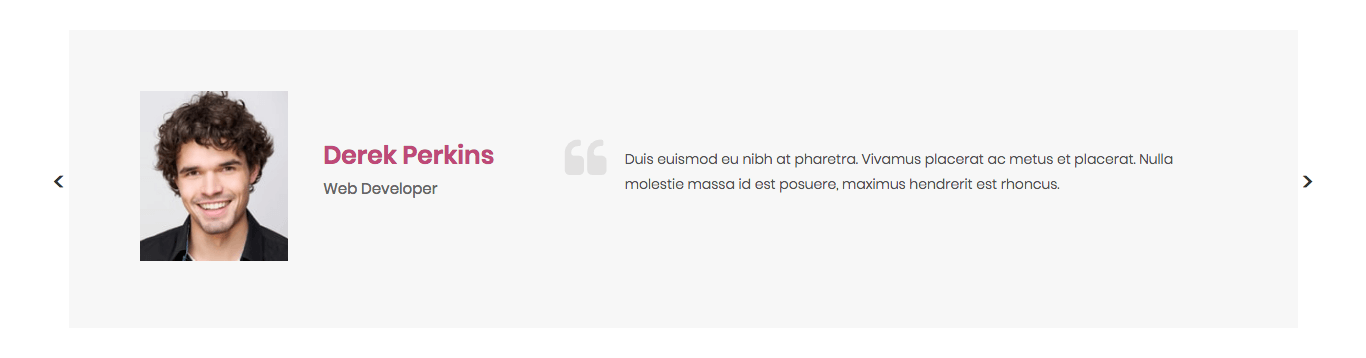 Derek Perkins
Web Developer
Duis euismod eu nibh at pharetra. Vivamus placerat ac metus et placerat. Nulla
molestie massa id est posuere, maximus hendrerit est rhoncus.